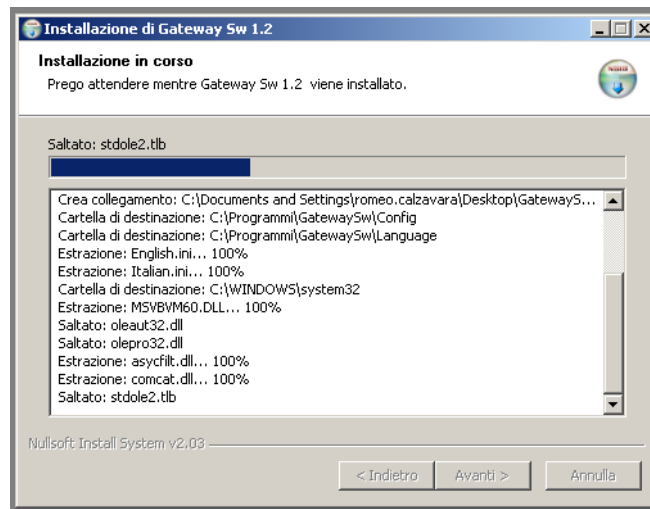 Installazione di Gateway Sw 1.2
Installazione in corso
Prego attendere mentre Gateway Sw 1.2 viene installato.
Saltato: stdole2.tlb
Crea collegamento: C:\Documents and Settings\romeo.calzavara\Desktop\GatewayS...
Cartella di destinazione: C:\Programmi\GatewaySw\Config
Cartella di destinazione: C:\Programmi\GatewaySw\Language
Estrazione: English.ini... 100%
Estrazione: Italian.ini... 100%
Cartella di destinazione: C:\WINDOWS\system32
Estrazione: MSVBVM60.DLL... 100%
Saltato: oleaut32.dll
Saltato: olepro32.dll
Estrazione: asycfilt.dll... 100%
Estrazione: comcat.dll... 100%
Saltato: stdole2.tlb
Nullsoft Install System v2.03
< Indietro Avanti > Annulla